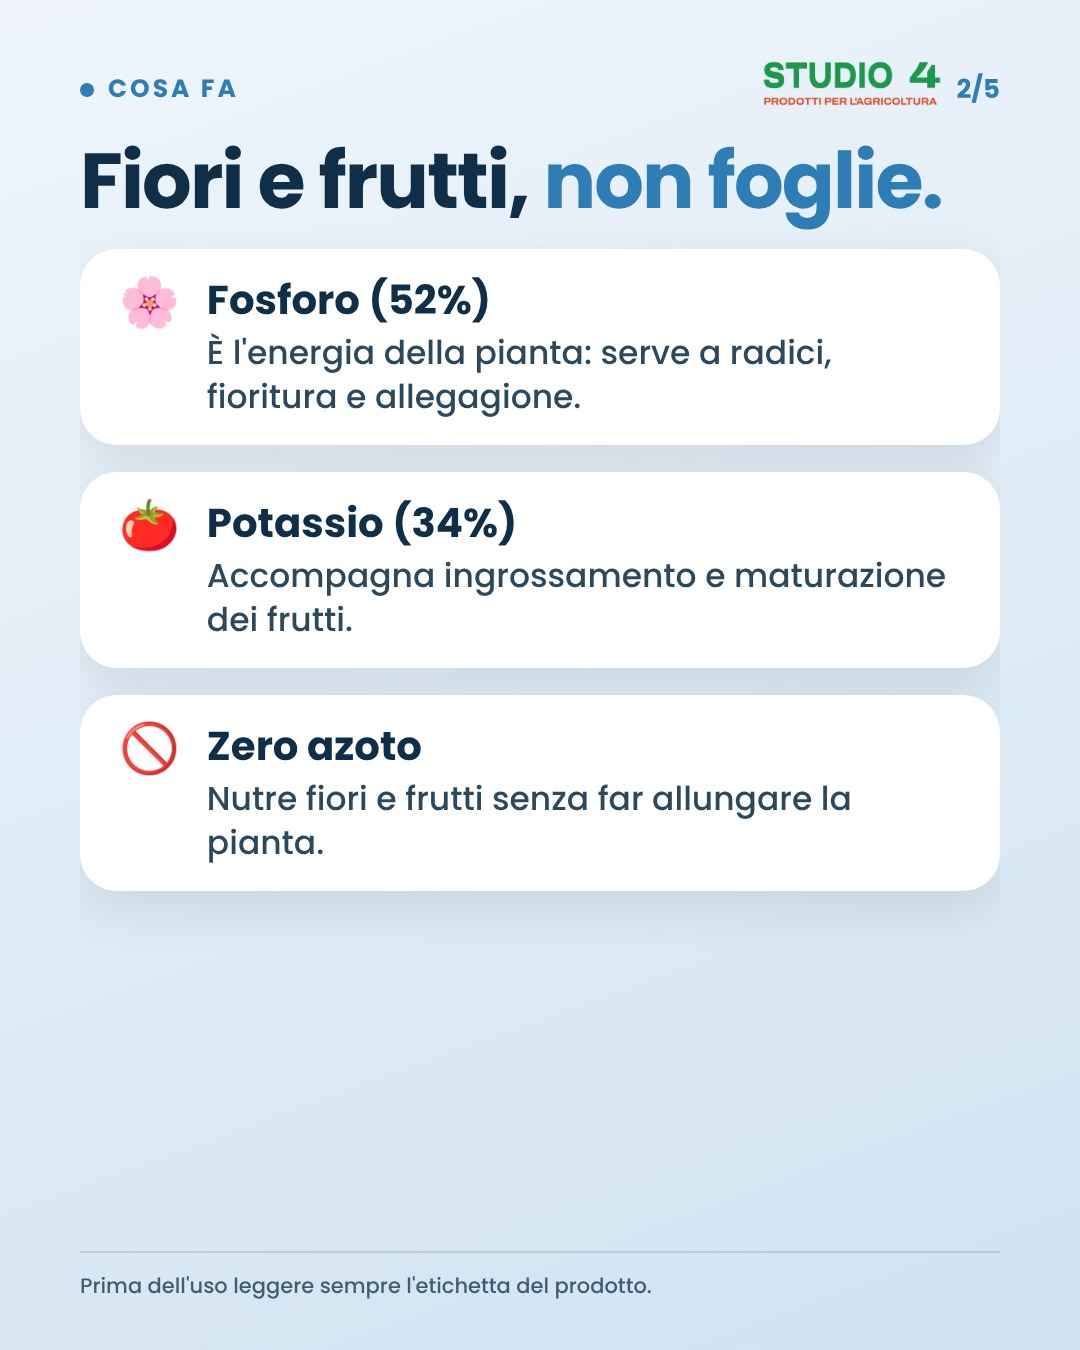 COSA FA
STUDIO 4
PRODOTTI PER L'AGRICOLTURA
2/5
Fiori e frutti, non foglie.
Fosforo (52%)
È l'energia della pianta: serve a radici,
fioritura e allegagione.
Potassio (34%)
Accompagna ingrossamento e maturazione
dei frutti.
Zero azoto
Nutre fiori e frutti senza far allungare la
pianta.
Prima dell'uso leggere sempre l'etichetta del prodotto.